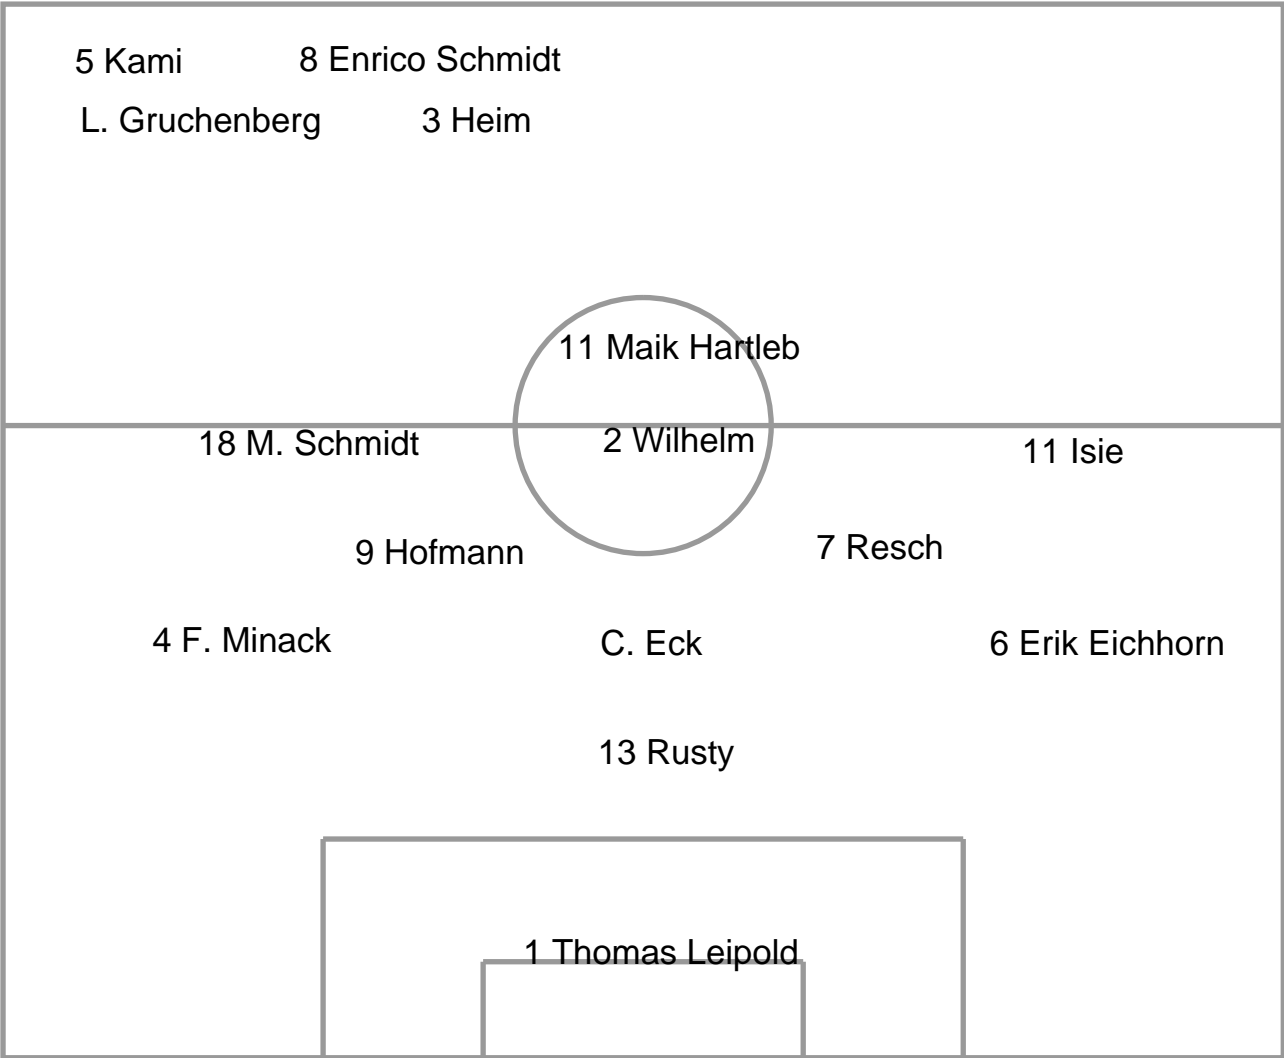 5 Kami 8 Enrico Schmidt
L. Gruchenberg 3 Heim
11 Maik Hartleb
18 M. Schmidt 2 Wilhelm 11 Isie
9 Hofmann 7 Resch
4 F. Minack C. Eck 6 Erik Eichhorn
13 Rusty
1 Thomas Leipold